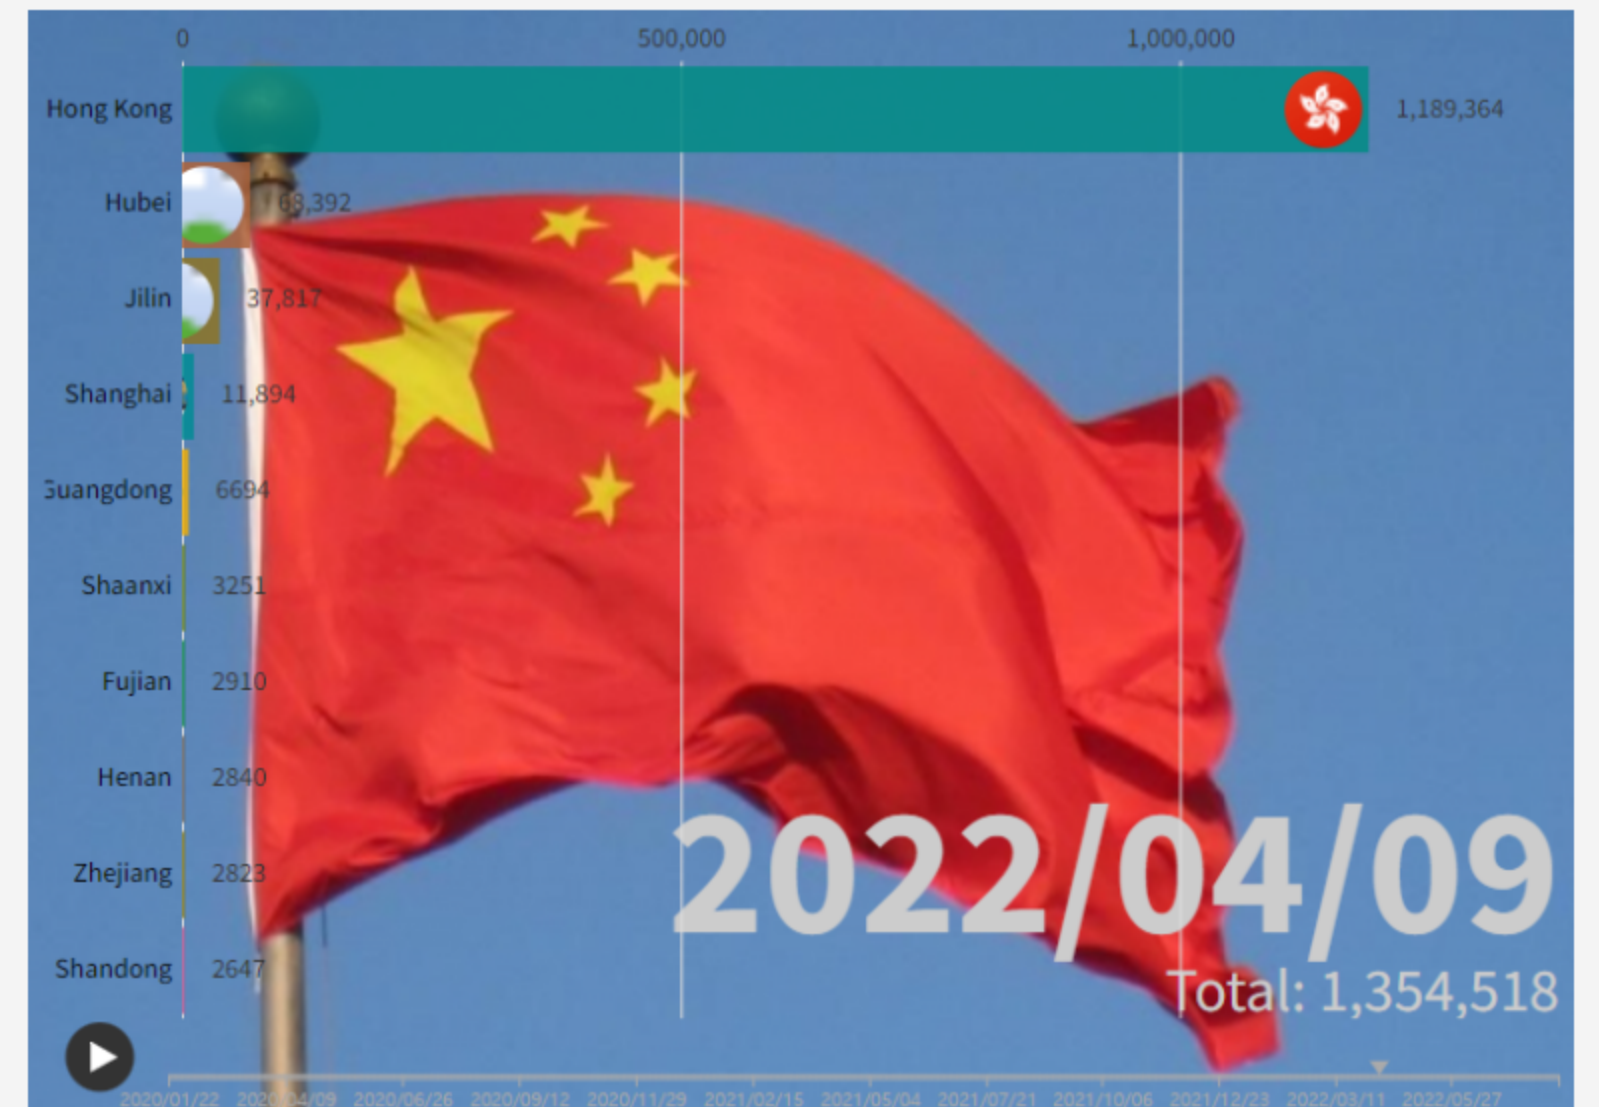 0 500,000 1,000,000
Hong Kong 1,189,364
Hubei 68,392
Jilin 37,817
Shanghai 11,894
Guangdong 6694
Shaanxi 3251
Fujian 2910
Henan 2840
Zhejiang 2823
Shandong 2647
2022/04/09
Total: 1,354,518
2020/01/22 2020/04/09 2020/06/26 2020/09/12 2020/11/29 2021/02/15 2021/05/04 2021/07/21 2021/10/06 2021/12/23 2022/03/11 2022/05/27